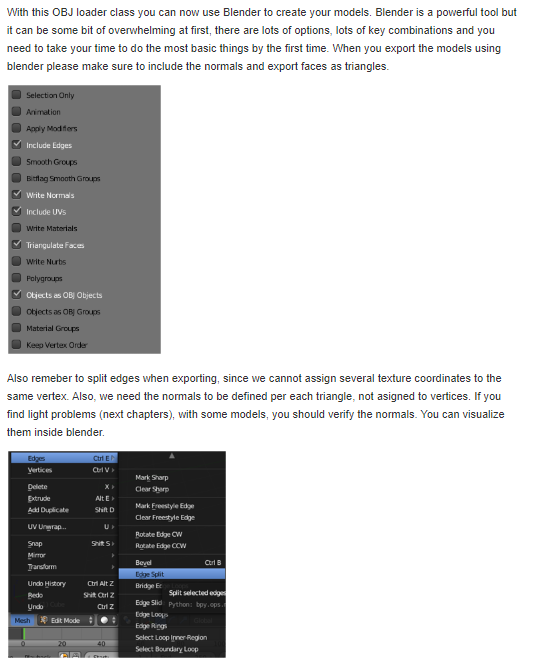 With this OBJ loader class you can now use Blender to create your models. Blender is a powerful tool but
it can be some bit of overwhelming at first, there are lots of options, lots of key combinations and you
need to take your time to do the most basic things by the first time. When you export the models using
blender please make sure to include the normals and export faces as triangles.
Selection Only
Animation
Apply Modifiers
Include Edges
Smooth Groups
Bitflag Smooth Groups
Write Normals
Include UVs
Write Materials
Triangulate Faces
Write Nurbs
Polygroups
Objects as OBJ Objects
Objects as OBJ Groups
Material Groups
Keep Vertex Order
Also remeber to split edges when exporting, since we cannot assign several texture coordinates to the
same vertex. Also, we need the normals to be defined per each triangle, not asigned to vertices. If you
find light problems (next chapters), with some models, you should verify the normals. You can visualize
them inside blender.
Edges Ctrl E
Vertices Ctrl V
Delete X
Extrude Alt E
Add Duplicate Shift D
UV Unwrap... U
Snap Shift S
Mirror
Transform
Undo History Ctrl Alt Z
Redo Shift Ctrl Z
Undo Ctrl Z
Mesh Edit Mode
0 20 40
Mark Sharp
Clear Sharp
Mark Freestyle Edge
Clear Freestyle Edge
Rotate Edge CW
Rotate Edge CCW
Bevel Ctrl B
Edge Split
Bridge
Split selected edges
Edge Slid
Python: bpy.ops.
Edge Loops
Edge Rings
Select Loop Inner-Region
Select Boundary Loop